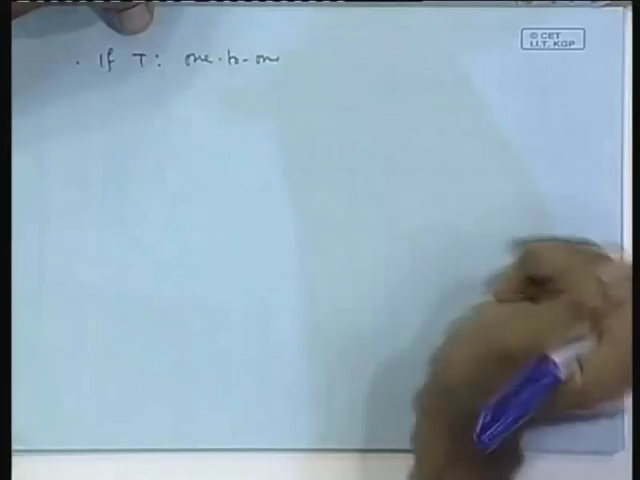 . If T: one-to-one
© CET
I.I.T. KGP